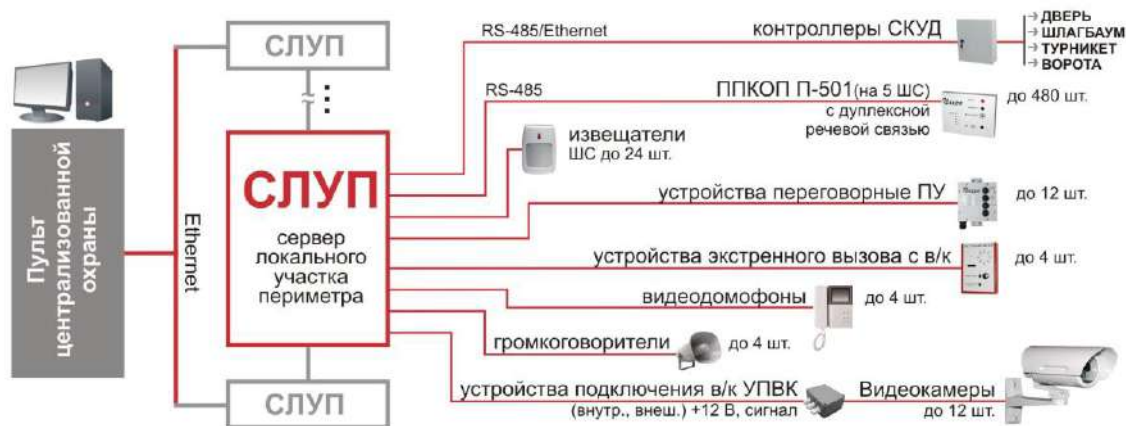 СЛУП
RS-485/Ethernet
контроллеры СКУД
ДВЕРЬ
ШЛАГБАУМ
ТУРНИКЕТ
ВОРОТА
RS-485
ППКОП П-501(на 5 ШС)
с дуплексной
речевой связью
до 480 шт.
извещатели
ШС до 24 шт.
Пульт
централизованной
охраны
Ethernet
СЛУП
сервер
локального
участка
периметра
устройства переговорные ПУ
до 12 шт.
устройства экстренного вызова с в/к
до 4 шт.
видеодомофоны
до 4 шт.
громкоговорители
до 4 шт.
устройства подключения в/к УПВК
(внутр., внеш.) +12 В, сигнал
Видеокамеры
до 12 шт.
СЛУП